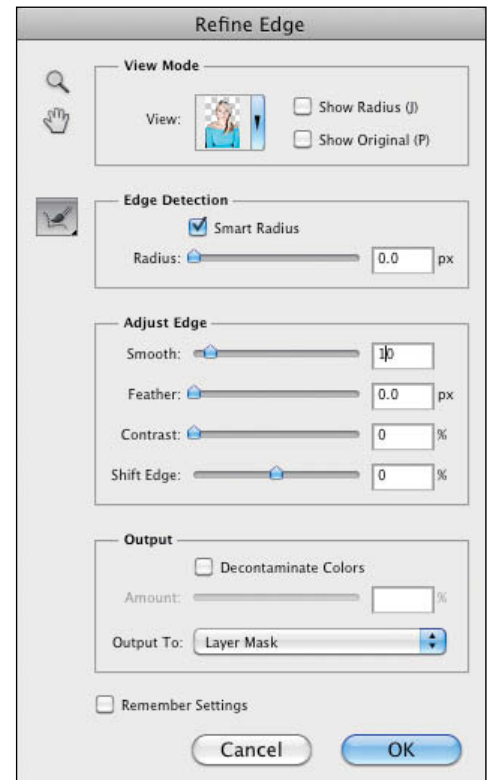 Refine Edge
View Mode
View:
Show Radius (J)
Show Original (P)
Edge Detection
Smart Radius
Radius: 0.0 px
Adjust Edge
Smooth: 10
Feather: 0.0 px
Contrast: 0 %
Shift Edge: 0 %
Output
Decontaminate Colors
Amount: %
Output To: Layer Mask
Remember Settings
Cancel OK